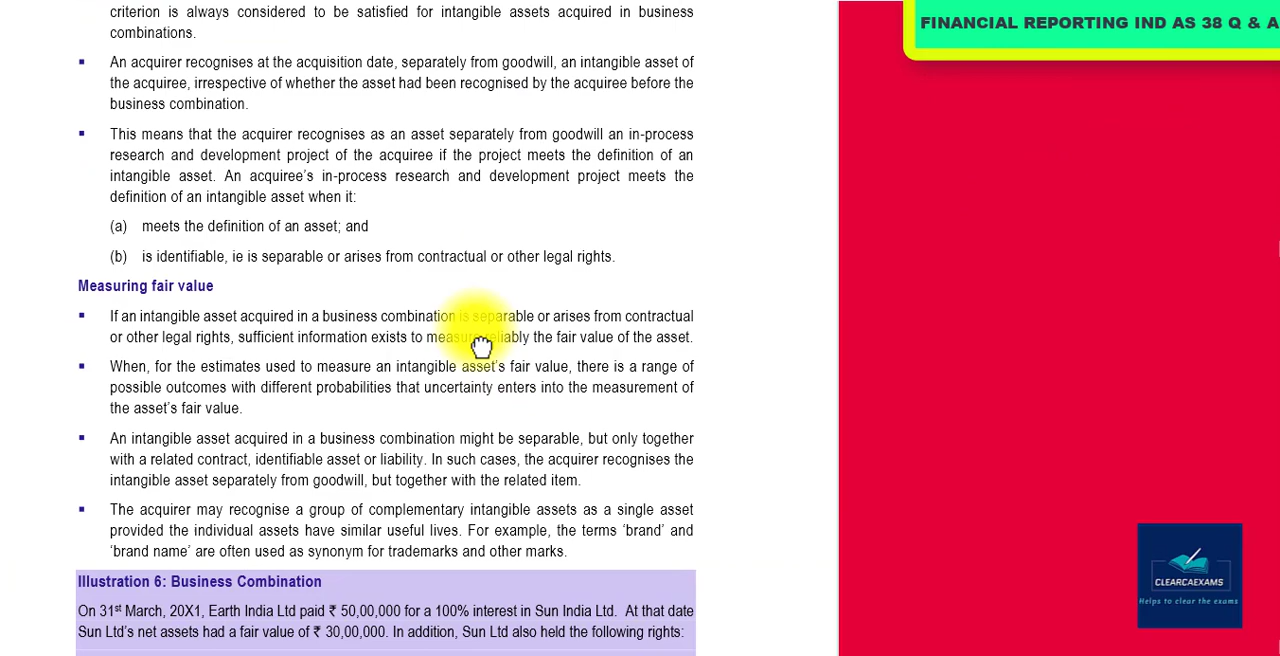 criterion is always considered to be satisfied for intangible assets acquired in business
combinations.
▪ An acquirer recognises at the acquisition date, separately from goodwill, an intangible asset of
the acquiree, irrespective of whether the asset had been recognised by the acquiree before the
business combination.
▪ This means that the acquirer recognises as an asset separately from goodwill an in-process
research and development project of the acquiree if the project meets the definition of an
intangible asset. An acquiree's in-process research and development project meets the
definition of an intangible asset when it:
(a) meets the definition of an asset; and
(b) is identifiable, ie is separable or arises from contractual or other legal rights.
Measuring fair value
▪ If an intangible asset acquired in a business combination is separable or arises from contractual
or other legal rights, sufficient information exists to measure reliably the fair value of the asset.
▪ When, for the estimates used to measure an intangible asset's fair value, there is a range of
possible outcomes with different probabilities that uncertainty enters into the measurement of
the asset's fair value.
▪ An intangible asset acquired in a business combination might be separable, but only together
with a related contract, identifiable asset or liability. In such cases, the acquirer recognises the
intangible asset separately from goodwill, but together with the related item.
▪ The acquirer may recognise a group of complementary intangible assets as a single asset
provided the individual assets have similar useful lives. For example, the terms 'brand' and
'brand name' are often used as synonym for trademarks and other marks.
Illustration 6: Business Combination
On 31st March, 20X1, Earth India Ltd paid ₹ 50,00,000 for a 100% interest in Sun India Ltd. At that date
Sun Ltd's net assets had a fair value of ₹ 30,00,000. In addition, Sun Ltd also held the following rights:
FINANCIAL REPORTING IND AS 38 Q & A
CLEARCAEXAMS
Helps to clear the exams